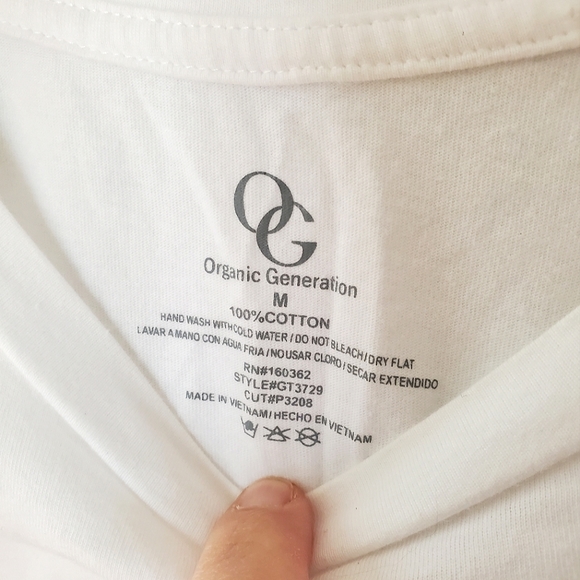 OG
Organic Generation
M
100%COTTON
HAND WASH WITH COLD WATER / DO NOT BLEACH / DRY FLAT
LAVAR A MANO CON AGUA FRIA / NO USAR CLORO / SECAR EXTENDIDO
RN#160362
STYLE#GT3729
CUT#P3208
MADE IN VIETNAM/ HECHO EN VIETNAM